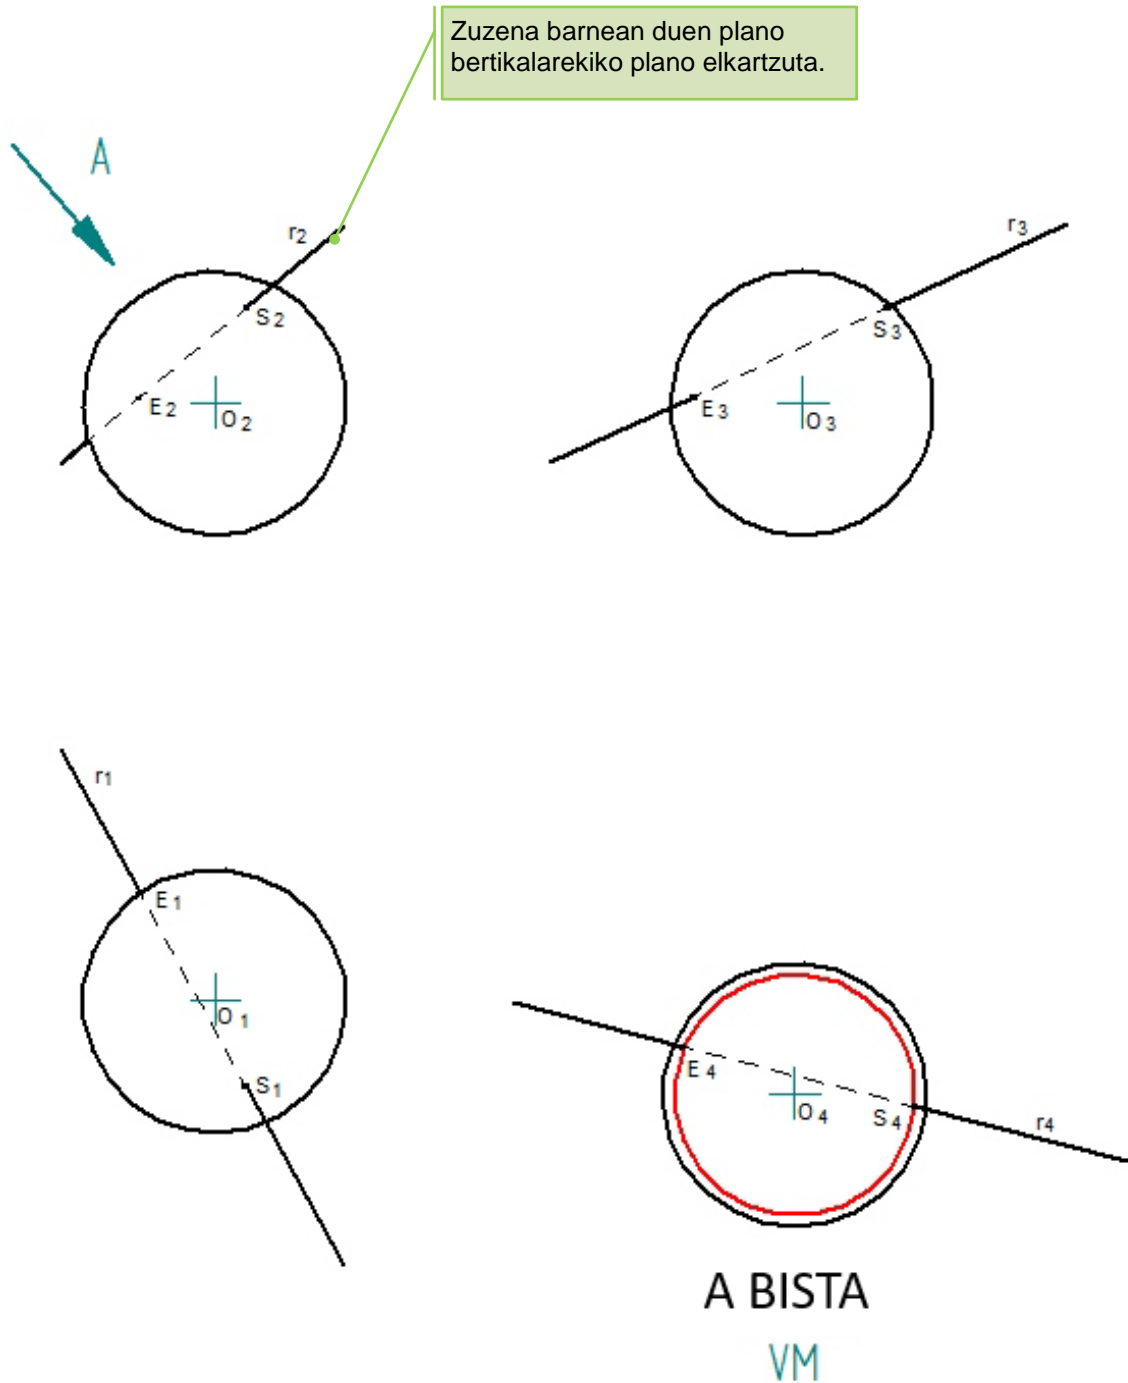 Zuzena barnean duen plano
bertikalarekiko plano elkartzuta.
A
r2
S2
E2
O2
r3
S3
E3
O3
r1
E1
O1
S1
E4
O4
S4
r4
A BISTA
VM